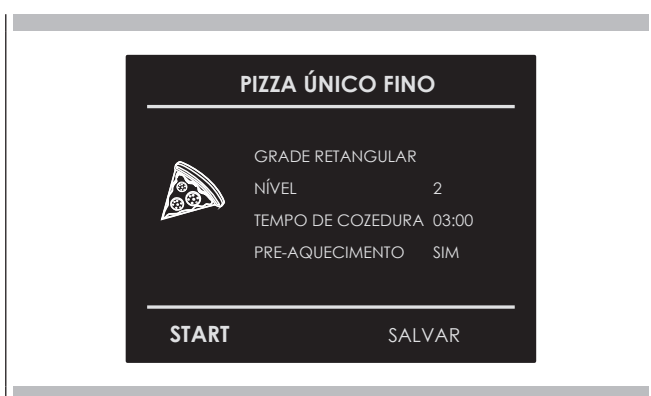 PIZZA ÚNICO FINO
GRADE RETANGULAR
NÍVEL 2
TEMPO DE COZEDURA 03:00
PRE-AQUECIMENTO SIM
START SALVAR